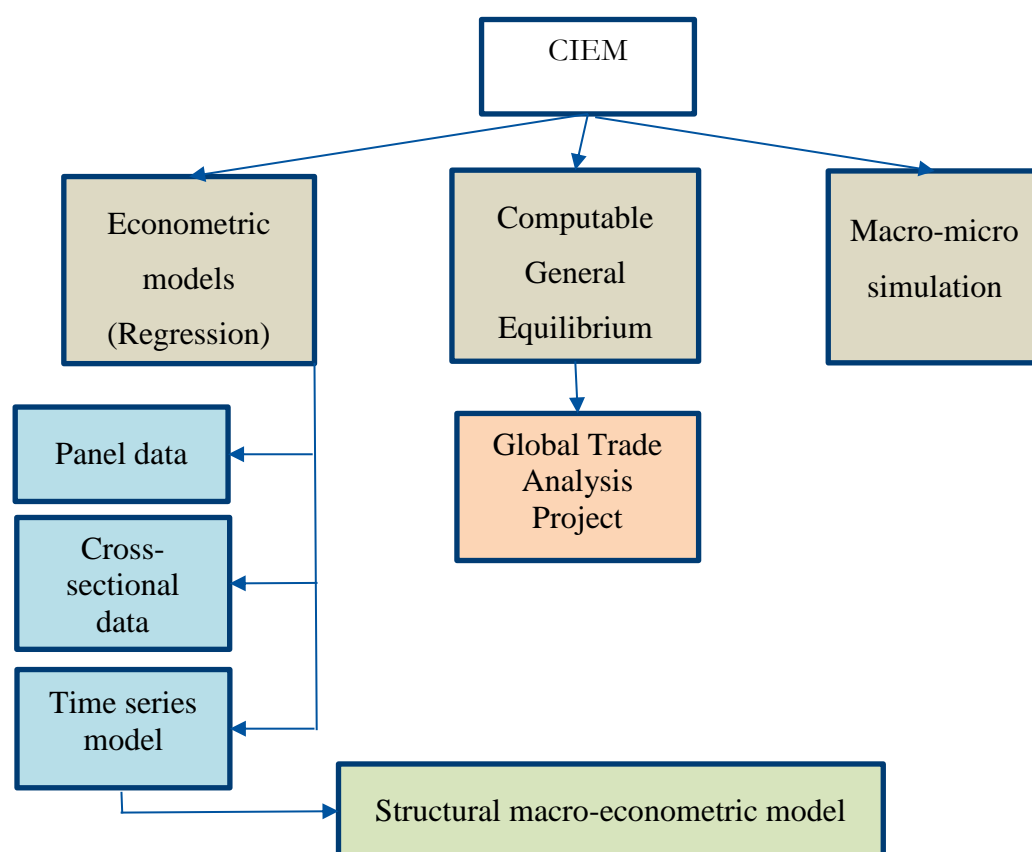 CIEM
Econometric
models
(Regression)
Computable
General
Equilibrium
Macro-micro
simulation
Panel data
Cross-
sectional
data
Time series
model
Global Trade
Analysis
Project
Structural macro-econometric model